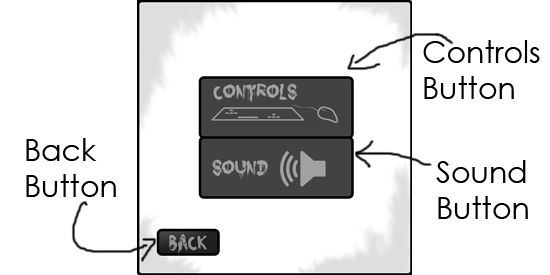 Controls
Button
CONTROLS
Back
Button
SOUND
Sound
Button
BACK